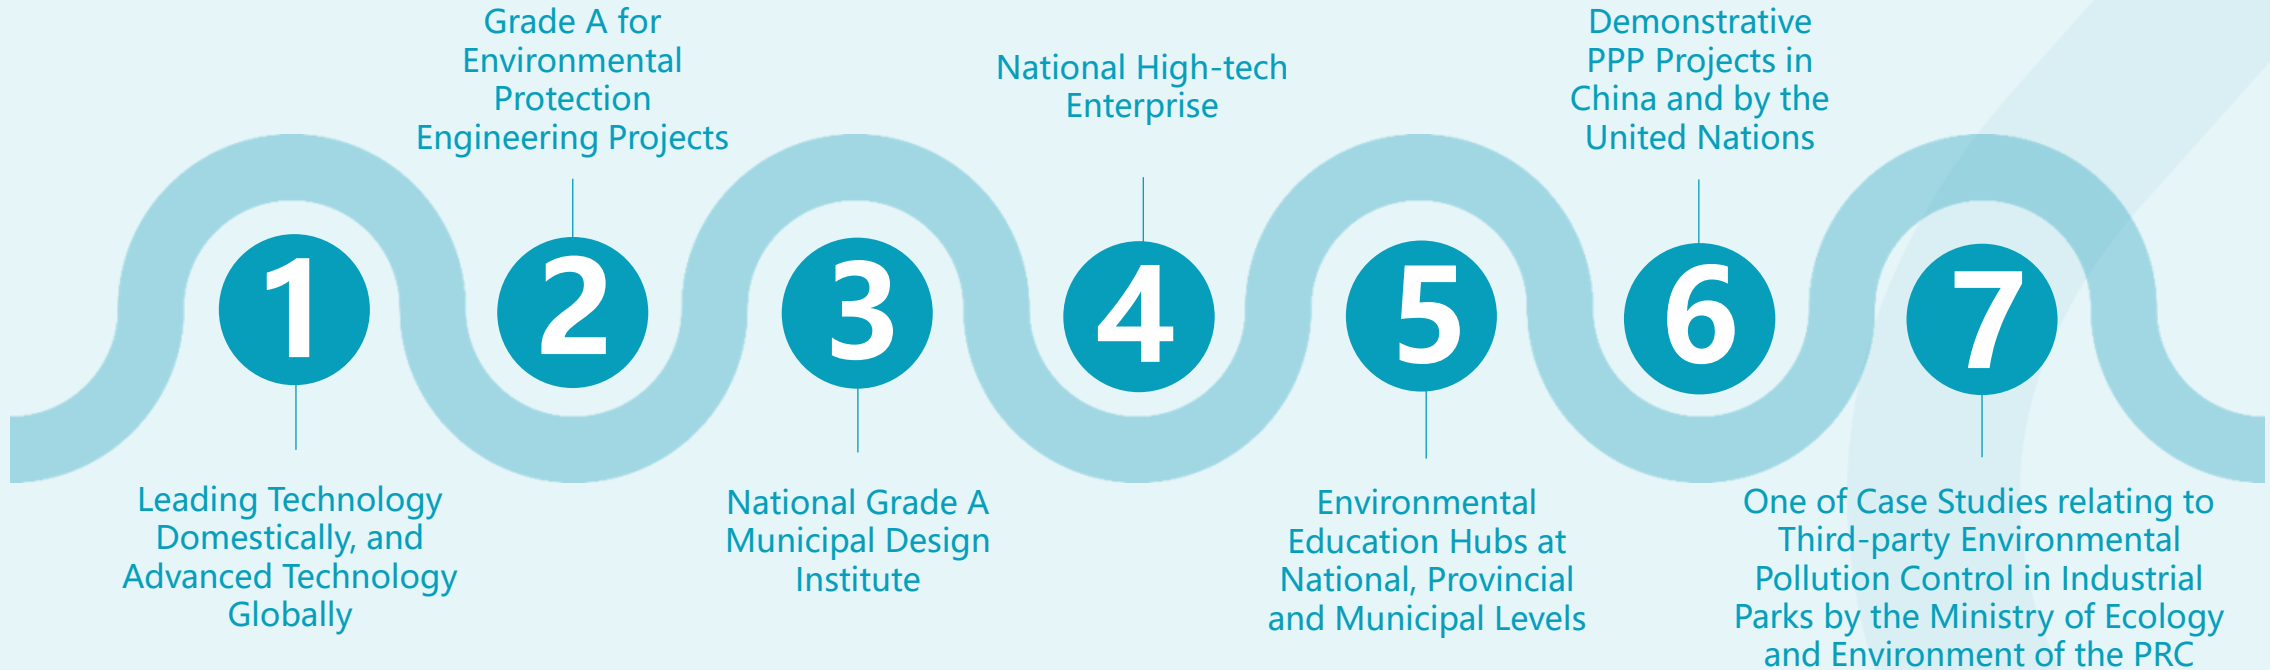 1
Leading Technology
Domestically, and
Advanced Technology
Globally
Grade A for
Environmental
Protection
Engineering Projects
2
3
National Grade A
Municipal Design
Institute
National High-tech
Enterprise
4
5
Environmental
Education Hubs at
National, Provincial
and Municipal Levels
Demonstrative
PPP Projects in
China and by the
United Nations
6
7
One of Case Studies relating to
Third-party Environmental
Pollution Control in Industrial
Parks by the Ministry of Ecology
and Environment of the PRC